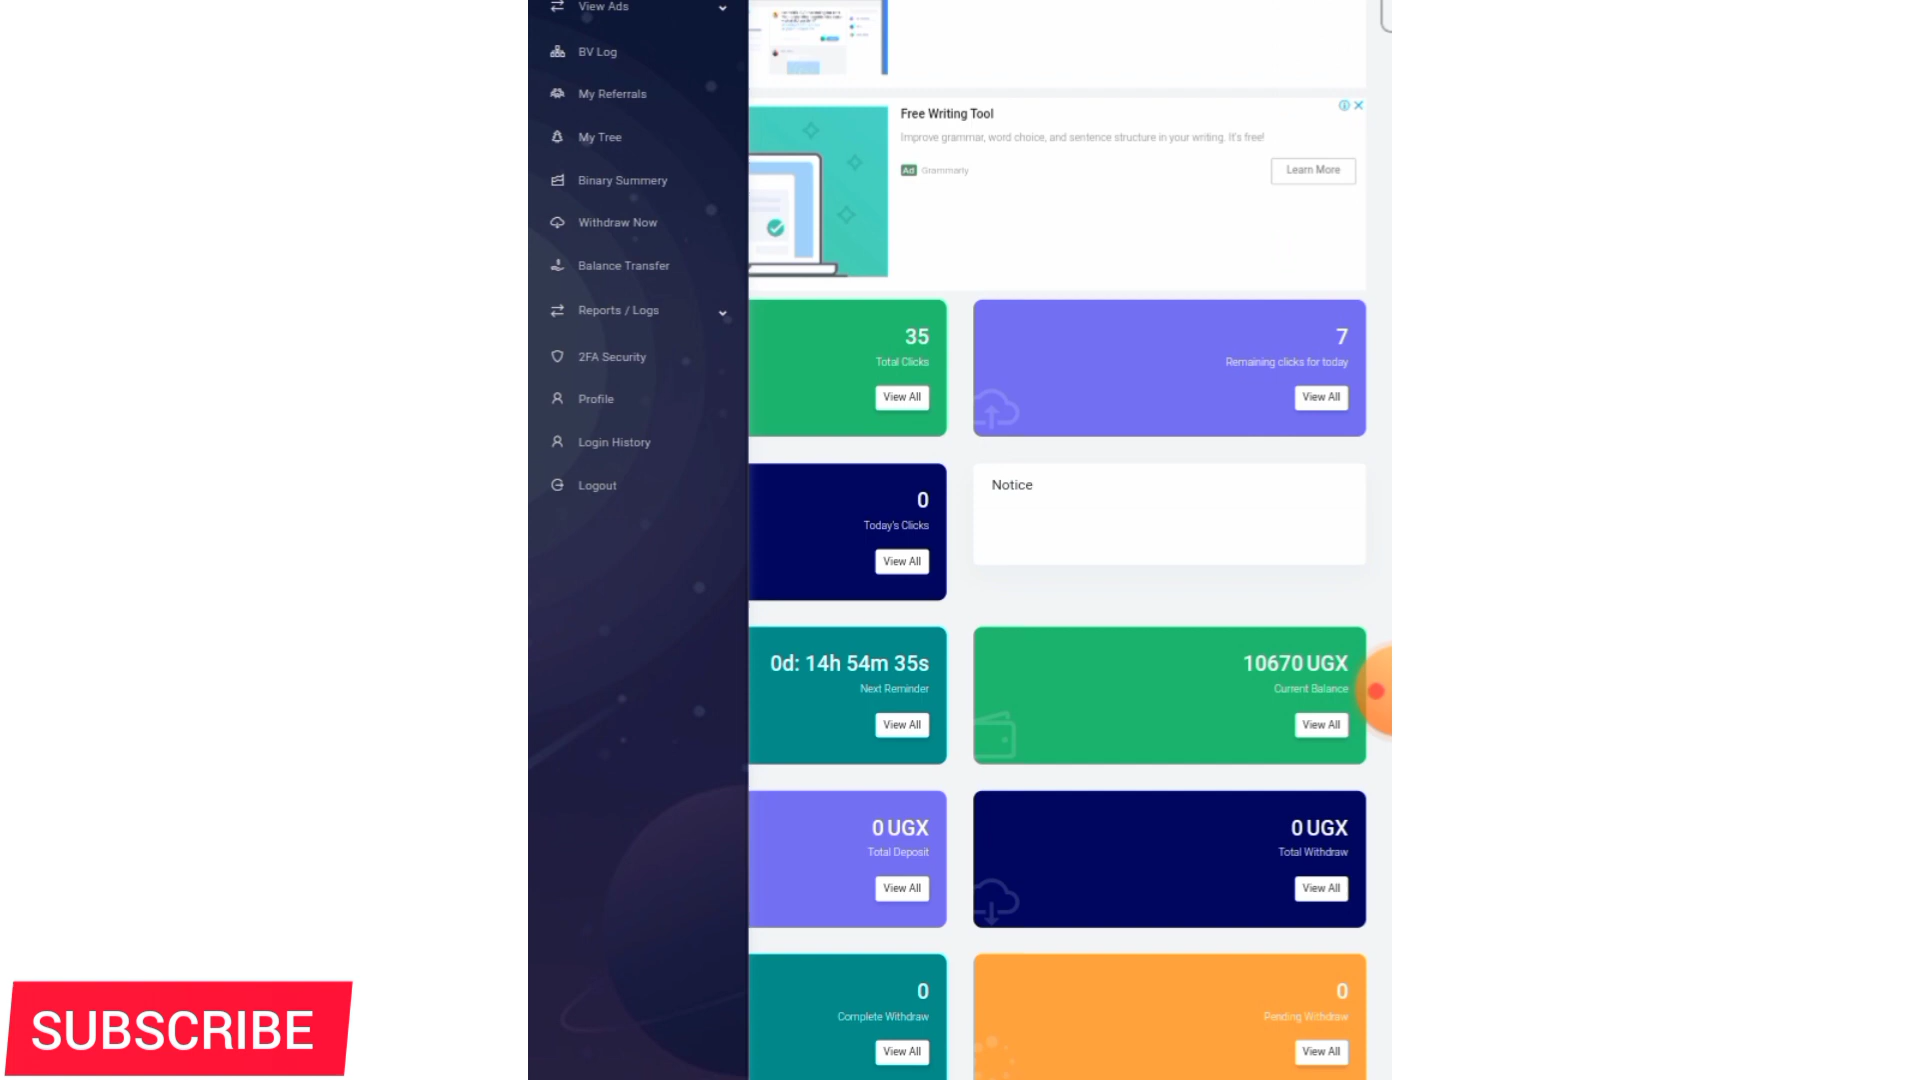 View Ads
BV Log
My Referrals
My Tree
Binary Summery
Withdraw Now
Balance Transfer
Reports / Logs
2FA Security
Profile
Login History
Logout
Free Writing Tool
Improve grammar, word choice, and sentence structure in your writing. It's free!
Ad Grammarly
Learn More
35
Total Clicks
View All
7
Remaining clicks for today
View All
0
Today's Clicks
View All
Notice
0d: 14h 54m 35s
Next Reminder
View All
10670 UGX
Current Balance
View All
0 UGX
Total Deposit
View All
0 UGX
Total Withdraw
View All
0
Complete Withdraw
View All
0
Pending Withdraw
View All
SUBSCRIBE